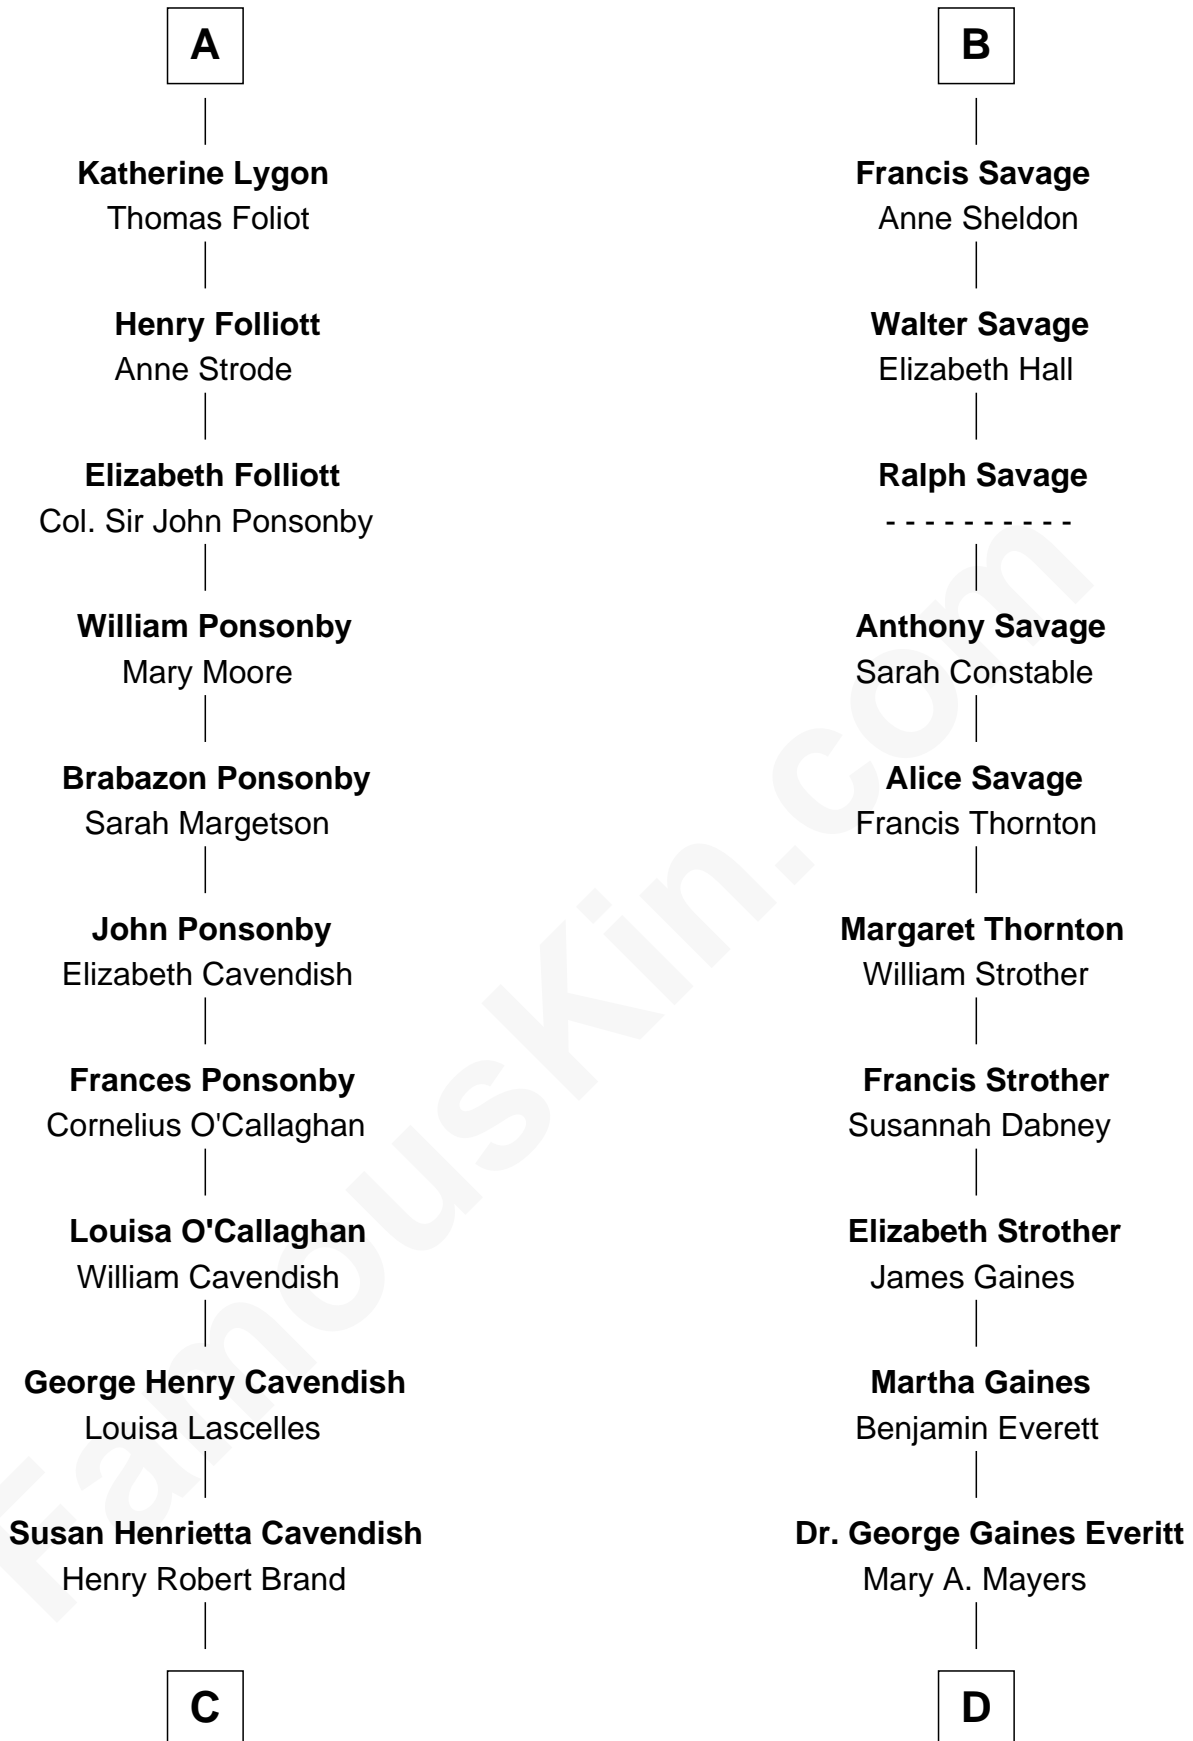 A
Katherine Lygon
Thomas Foliot
Henry Folliott
Anne Strode
Elizabeth Folliott
Col. Sir John Ponsonby
William Ponsonby
Mary Moore
Brabazon Ponsonby
Sarah Margetson
John Ponsonby
Elizabeth Cavendish
Frances Ponsonby
Cornelius O'Callaghan
Louisa O'Callaghan
William Cavendish
George Henry Cavendish
Louisa Lascelles
Susan Henrietta Cavendish
Henry Robert Brand
C
B
Francis Savage
Anne Sheldon
Walter Savage
Elizabeth Hall
Ralph Savage
- - - - - - - - - -
Anthony Savage
Sarah Constable
Alice Savage
Francis Thornton
Margaret Thornton
William Strother
Francis Strother
Susannah Dabney
Elizabeth Strother
James Gaines
Martha Gaines
Benjamin Everett
Dr. George Gaines Everitt
Mary A. Mayers
D
FamousKin.com